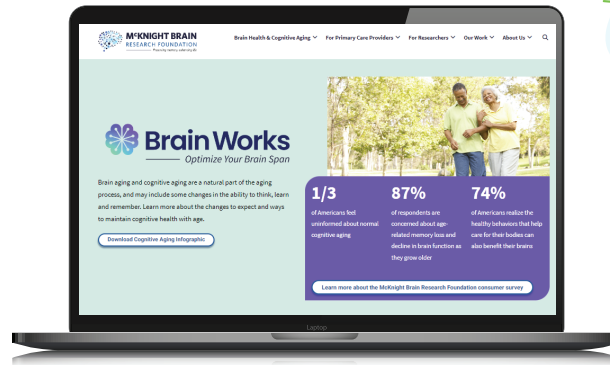 McKNIGHT BRAIN
RESEARCH FOUNDATION
Preserving memory, enhancing life
Brain Health & Cognitive Aging
For Primary Care Providers
For Researchers
Our Work
About Us
BrainWorks
Optimize Your Brain Span
Brain aging and cognitive aging are a natural part of the aging
process, and may include some changes in the ability to think, learn
and remember. Learn more about the changes to expect and ways
to maintain cognitive health with age.
Download Cognitive Aging Infographic
1/3
of Americans feel
uninformed about normal
cognitive aging
87%
of respondents are
concerned about age-
related memory loss and
decline in brain function as
they grow older
74%
of Americans realize the
healthy behaviors that help
care for their bodies can
also benefit their brains
Learn more about the McKnight Brain Research Foundation consumer survey
Laptop